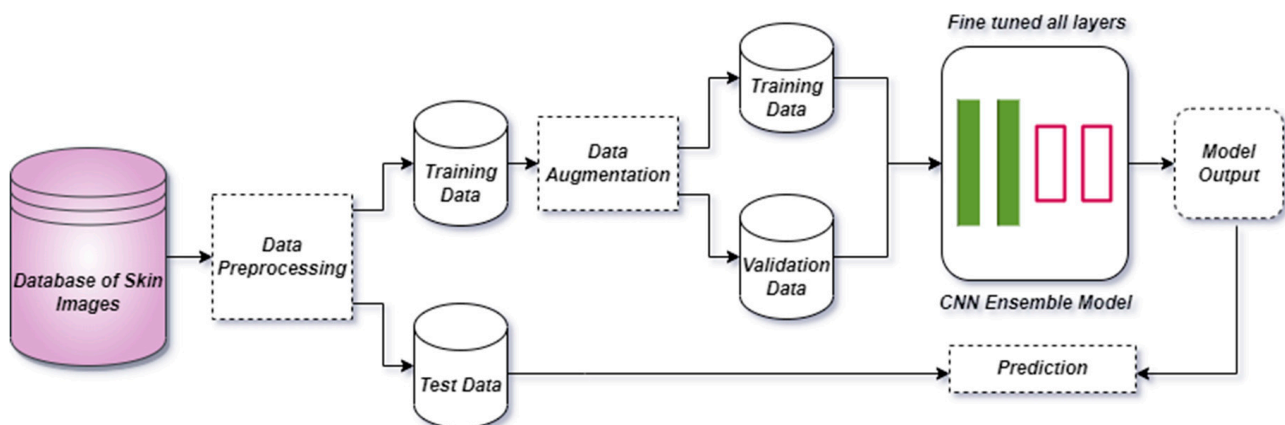 Database of Skin
Images
Data
Preprocessing
Training
Data
Test Data
Data
Augmentation
Training
Data
Validation
Data
Fine tuned all layers
CNN Ensemble Model
Model
Output
Prediction